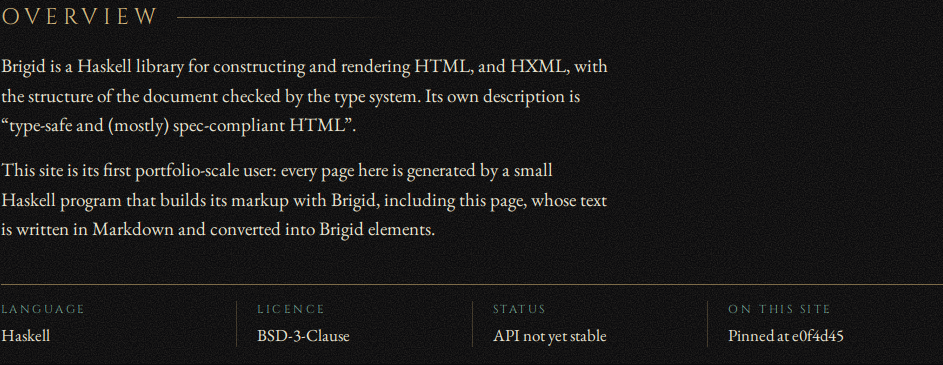 OVERVIEW
Brigid is a Haskell library for constructing and rendering HTML, and HXML, with
the structure of the document checked by the type system. Its own description is
“type-safe and (mostly) spec-compliant HTML”.
This site is its first portfolio-scale user: every page here is generated by a small
Haskell program that builds its markup with Brigid, including this page, whose text
is written in Markdown and converted into Brigid elements.
LANGUAGE
Haskell
LICENCE
BSD-3-Clause
STATUS
API not yet stable
ON THIS SITE
Pinned at e0f4d45